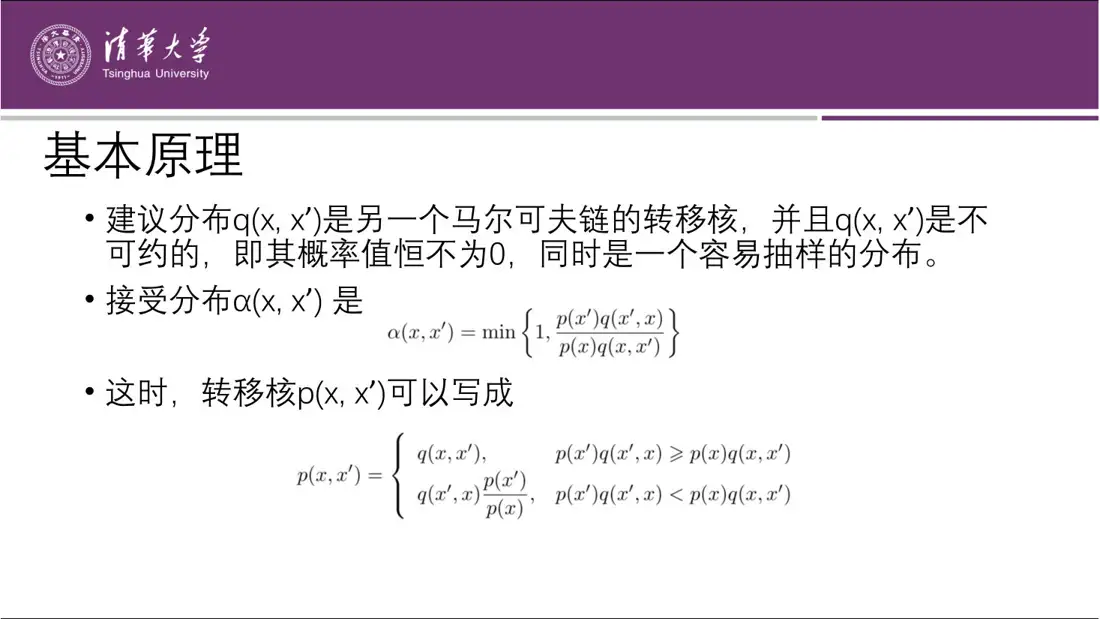 清华大学
Tsinghua University
基本原理
• 建议分布q(x, x′)是另一个马尔可夫链的转移核，并且q(x, x′)是不
可约的，即其概率值恒不为0，同时是一个容易抽样的分布。
• 接受分布α(x, x′) 是
α(x, x′) = min { 1, p(x′)q(x′, x) / p(x)q(x, x′) }
• 这时，转移核p(x, x′)可以写成
p(x, x′) = { q(x, x′), p(x′)q(x′, x) ⩾ p(x)q(x, x′)
q(x′, x) p(x′) / p(x), p(x′)q(x′, x) < p(x)q(x, x′)